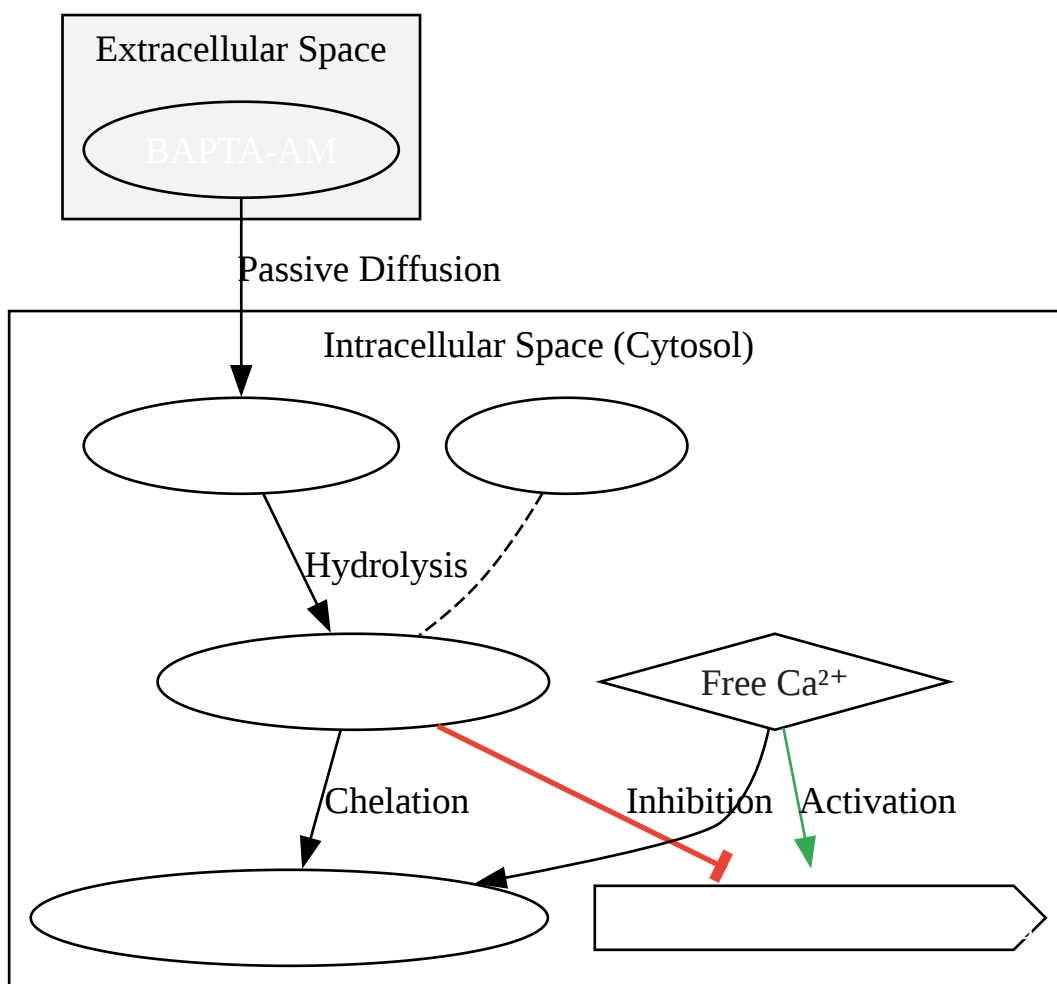 Extracellular Space
BAPTA-AM
Passive Diffusion
Intracellular Space (Cytosol)
Hydrolysis
Free Ca²⁺
Chelation
Inhibition
Activation